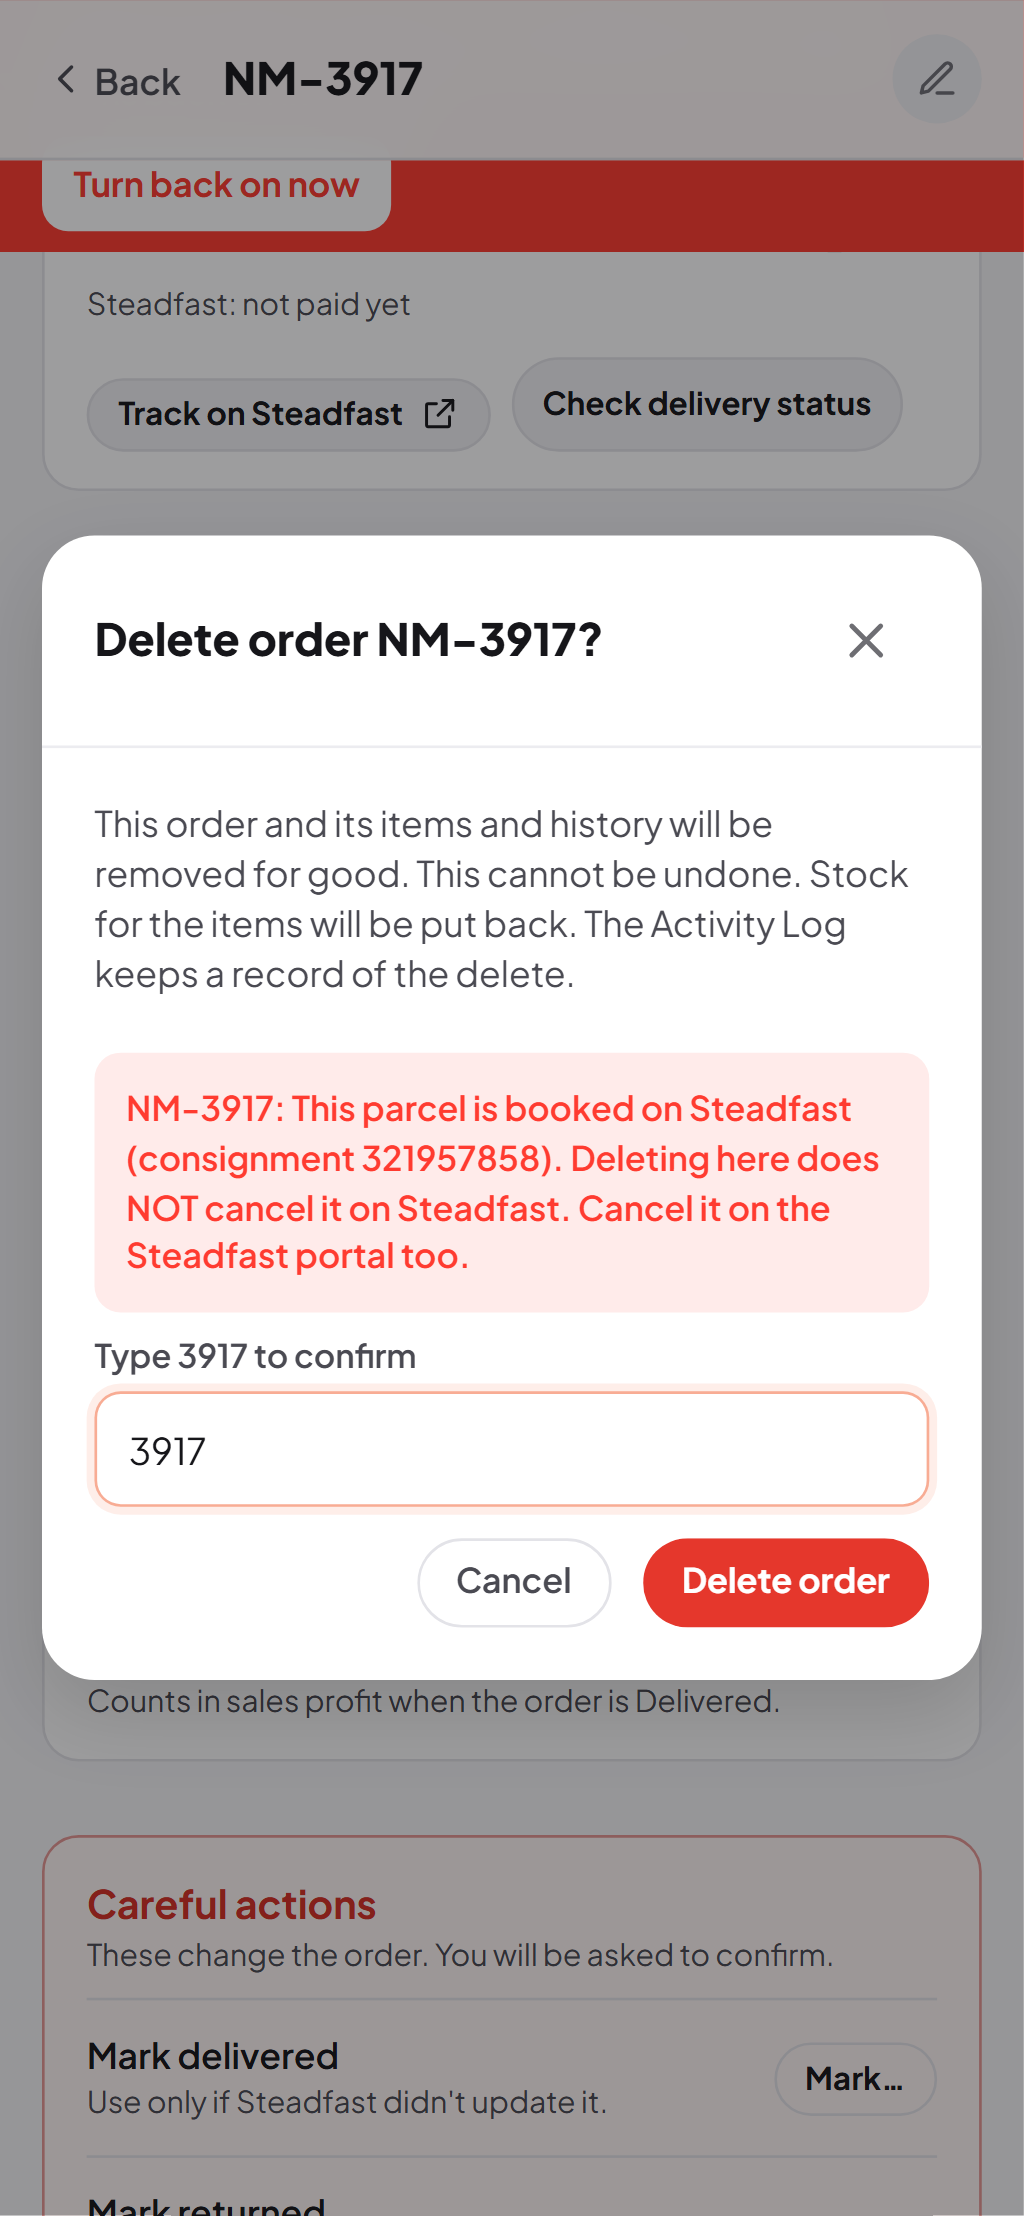 Back NM-3917
Turn back on now
Steadfast: not paid yet
Track on Steadfast
Check delivery status
Delete order NM-3917?
This order and its items and history will be
removed for good. This cannot be undone. Stock
for the items will be put back. The Activity Log
keeps a record of the delete.
NM-3917: This parcel is booked on Steadfast
(consignment 321957858). Deleting here does
NOT cancel it on Steadfast. Cancel it on the
Steadfast portal too.
Type 3917 to confirm
3917
Cancel
Delete order
Counts in sales profit when the order is Delivered.
Careful actions
These change the order. You will be asked to confirm.
Mark delivered
Use only if Steadfast didn't update it.
Mark...
Mark returned